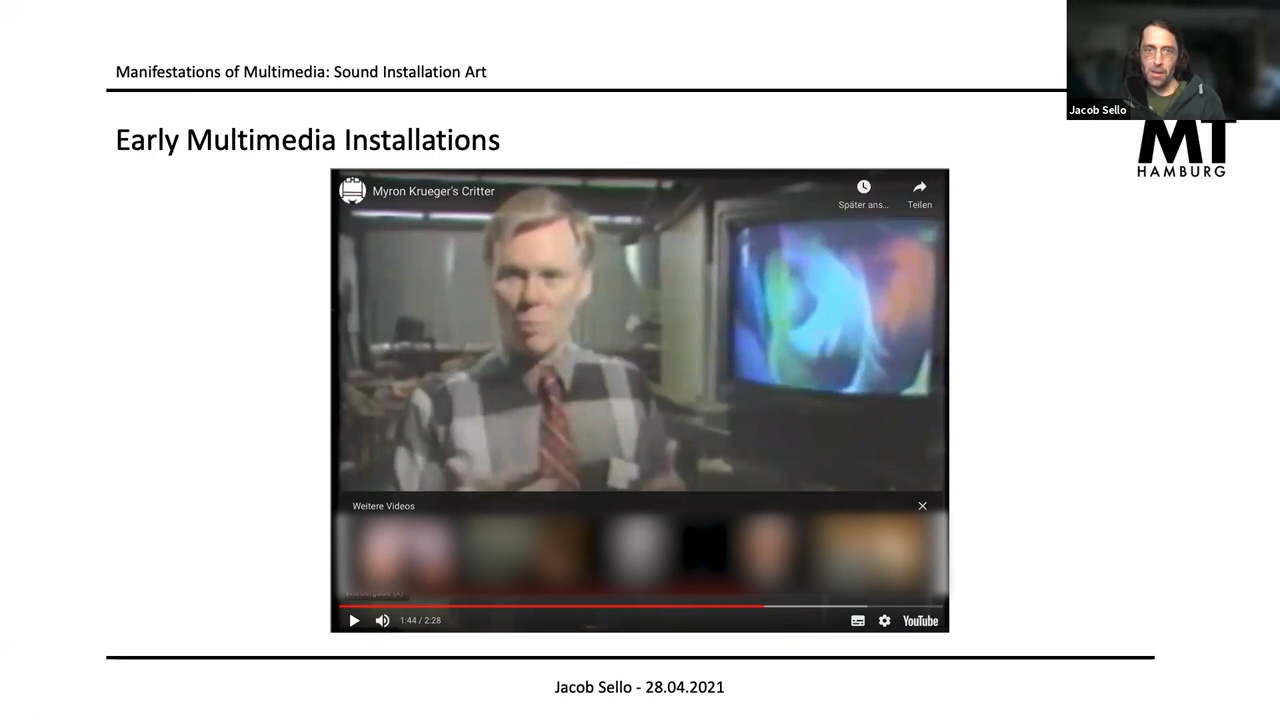 Manifestations of Multimedia: Sound Installation Art
Jacob Sello
MT
HAMBURG
Early Multimedia Installations
Myron Krueger's Critter
Später ans...
Teilen
Weitere Videos
1:44 / 2:28
YouTube
Jacob Sello - 28.04.2021